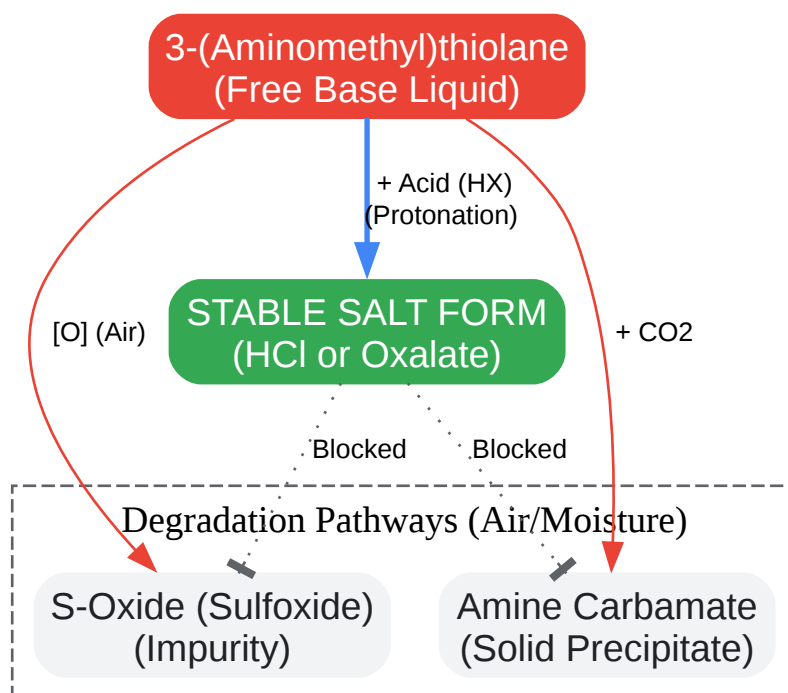 3-(Aminomethyl)thiolane
(Free Base Liquid)
+ Acid (HX)
(Protonation)
[O] (Air)
STABLE SALT FORM
(HCl or Oxalate)
+ CO2
Blocked
Blocked
Degradation Pathways (Air/Moisture)
S-Oxide (Sulfoxide)
(Impurity)
Amine Carbamate
(Solid Precipitate)